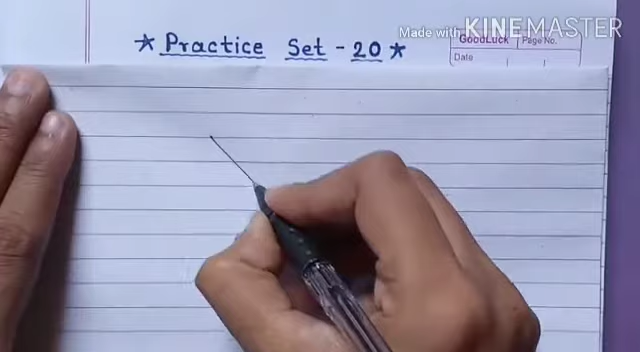 Made with KINEMASTER
* Practice Set - 20 *
GoodLuck Page No.
Date